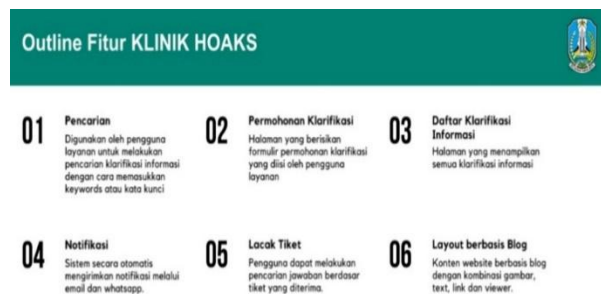 Outline Fitur KLINIK HOAKS
01
Pencarian
Digunakan oleh pengguna
layanan untuk melakukan
pencarian klarifikasi informasi
dengan cara memasukkan
keywords atau kata kunci
02
Permohonan Klarifikasi
Halaman yang berisikan
formulir permohonan klarifikasi
yang diisi oleh pengguna
layanan
03
Daftar Klarifikasi
Informasi
Halaman yang menampilkan
semua klarifikasi informasi
04
Notifikasi
Sistem secara otomatis
mengirimkan notifikasi melalui
email dan whatsapp.
05
Lacak Tiket
Pengguna dapat melakukan
pencarian jawaban berdasar
tiket yang diterima.
06
Layout berbasis Blog
Konten website berbasis blog
dengan kombinasi gambar,
text, link dan viewer.